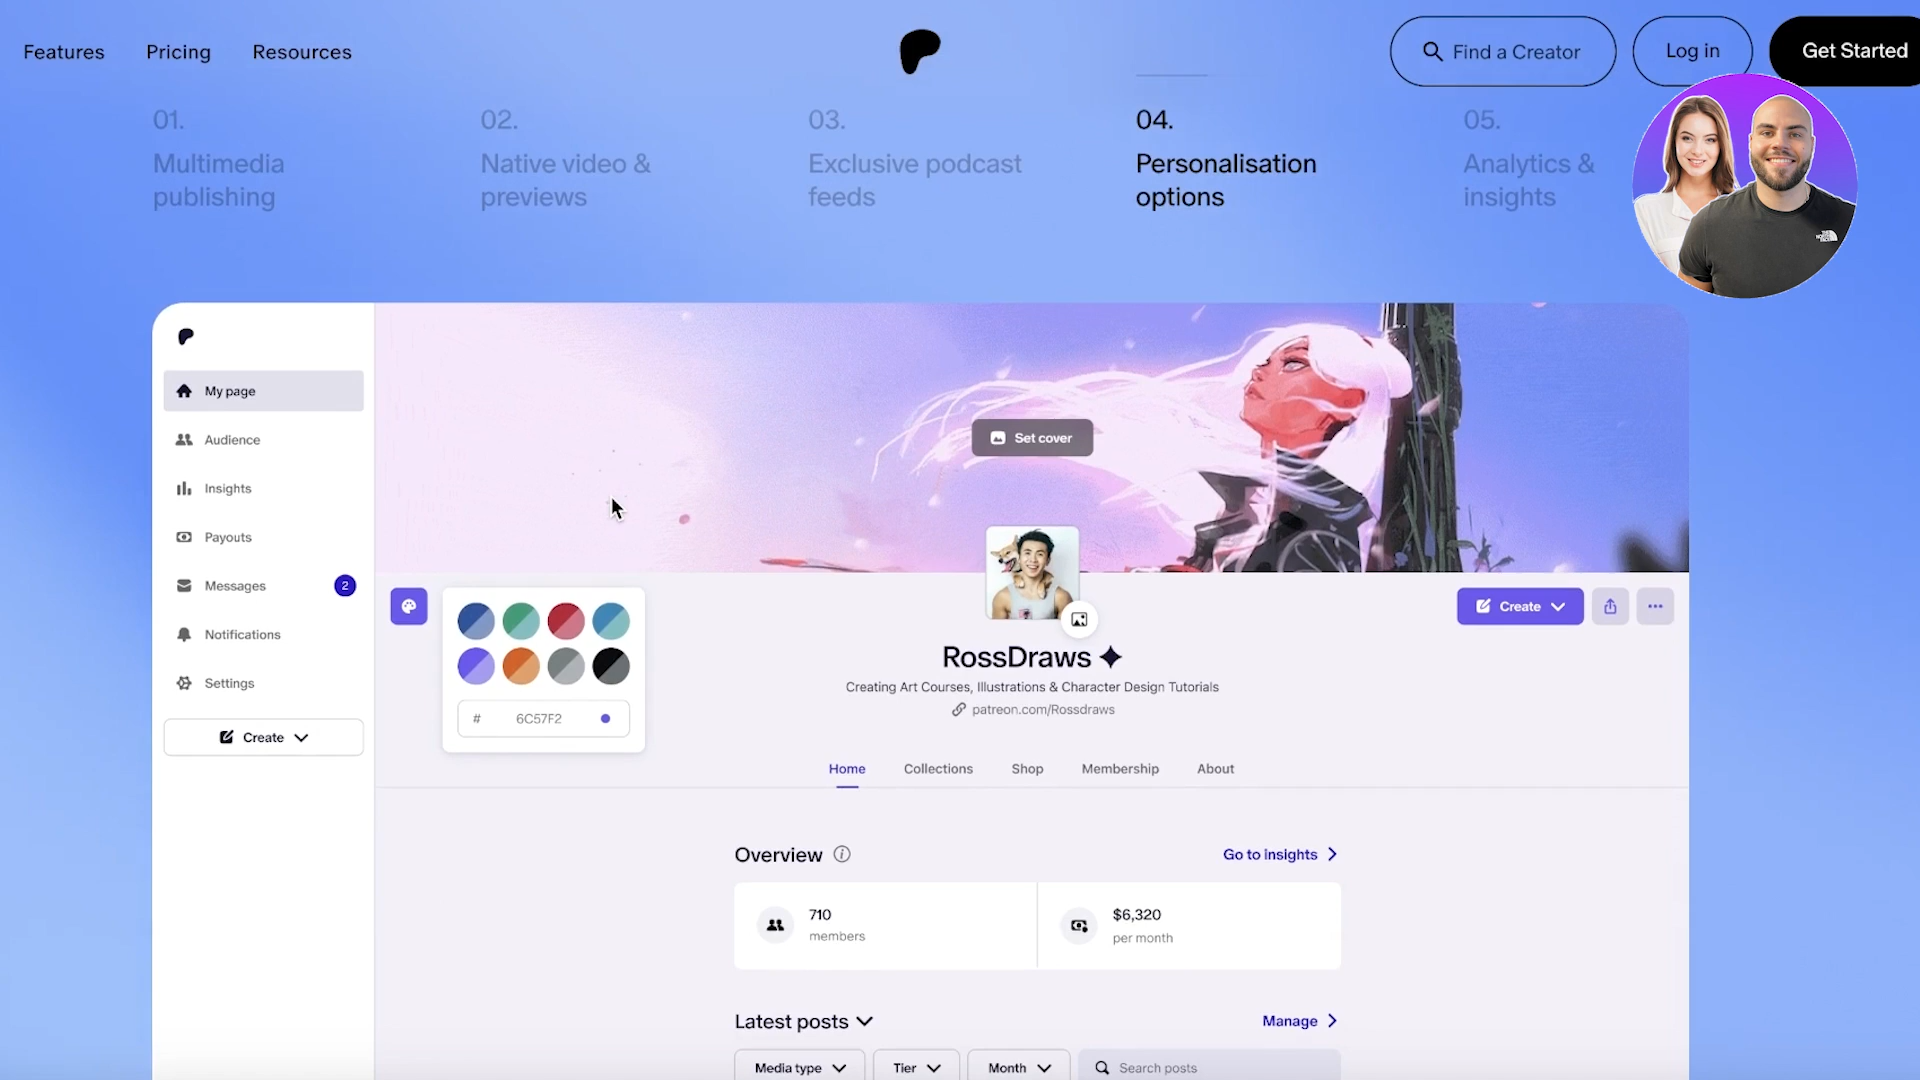 Features
Pricing
Resources
Find a Creator
Log in
Get Started
01.
Multimedia
publishing
02.
Native video &
previews
03.
Exclusive podcast
feeds
04.
Personalisation
options
05.
Analytics &
insights
THE NORTH FACE
My page
Audience
Insights
Payouts
Messages
2
Notifications
Settings
Create
Set cover
# 6C57F2
Create
RossDraws
Creating Art Courses, Illustrations & Character Design Tutorials
patreon.com/Rossdraws
Home
Collections
Shop
Membership
About
Overview
Go to insights
710
members
$6,320
per month
Latest posts
Manage
Media type
Tier
Month
Search posts